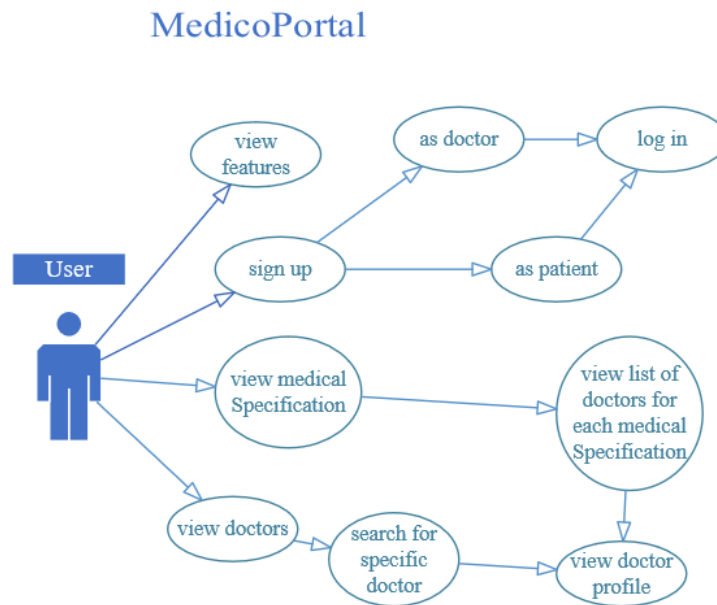 MedicoPortal
view
features
as doctor
log in
User
sign up
as patient
view medical
Specification
view list of
doctors for
each medical
Specification
view doctors
search for
specific
doctor
view doctor
profile